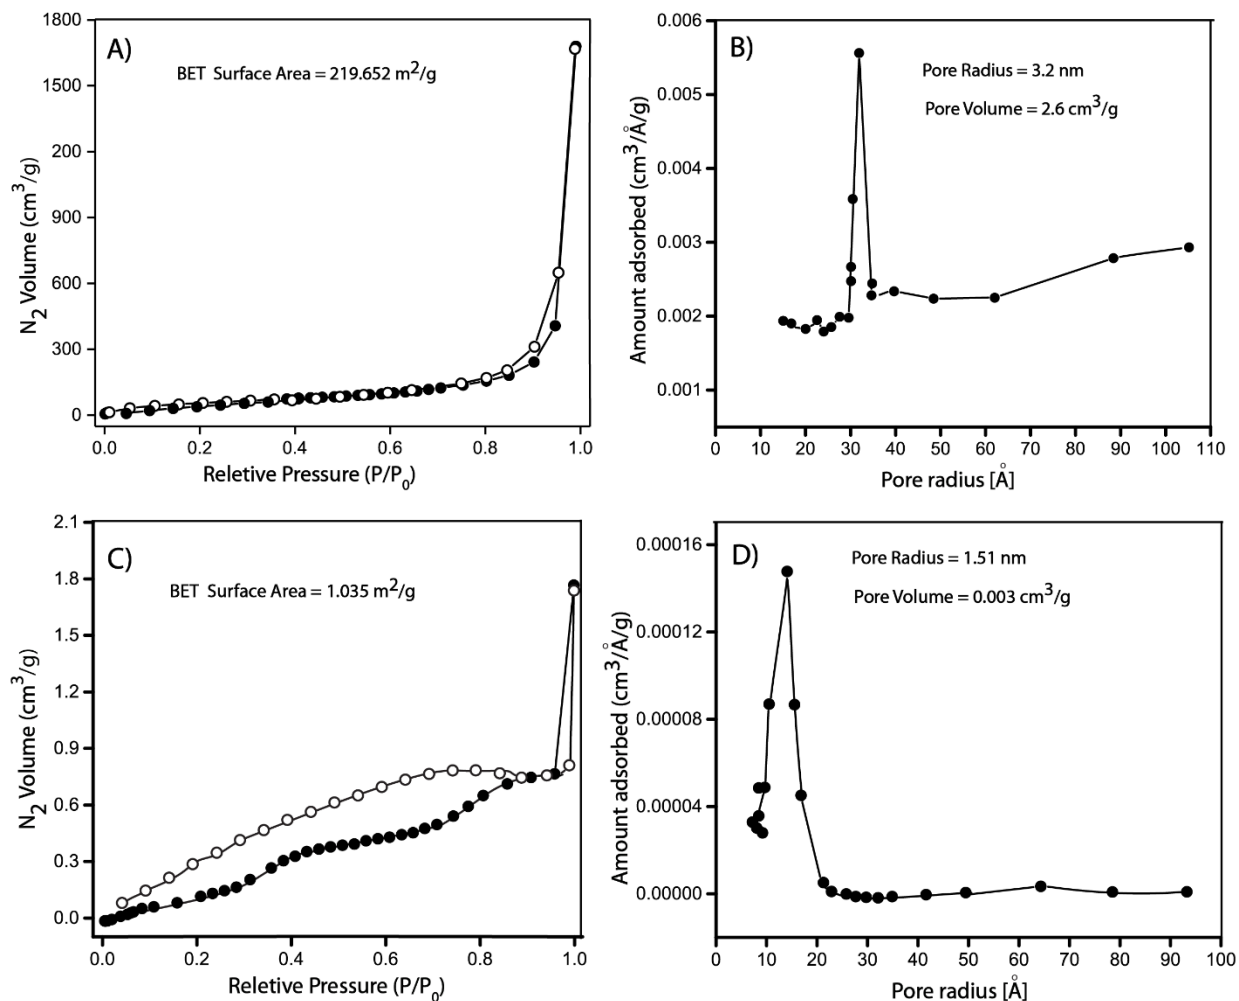 A)
BET Surface Area = 219.652 m2/g
N2 Volume (cm3/g)
1800
1500
1200
900
600
300
0
0.0 0.2 0.4 0.6 0.8 1.0
Reletive Pressure (P/P0)
B)
Pore Radius = 3.2 nm
Pore Volume = 2.6 cm3/g
Amount adsorbed (cm3/Å/g)
0.006
0.005
0.004
0.003
0.002
0.001
0 10 20 30 40 50 60 70 80 90 100 110
Pore radius [Å]
C)
BET Surface Area = 1.035 m2/g
N2 Volume (cm3/g)
2.1
1.8
1.5
1.2
0.9
0.6
0.3
0.0
0.0 0.2 0.4 0.6 0.8 1.0
Reletive Pressure (P/P0)
D)
Pore Radius = 1.51 nm
Pore Volume = 0.003 cm3/g
Amount adsorbed (cm3/Å/g)
0.00016
0.00012
0.00008
0.00004
0.00000
0 10 20 30 40 50 60 70 80 90 100
Pore radius [Å]